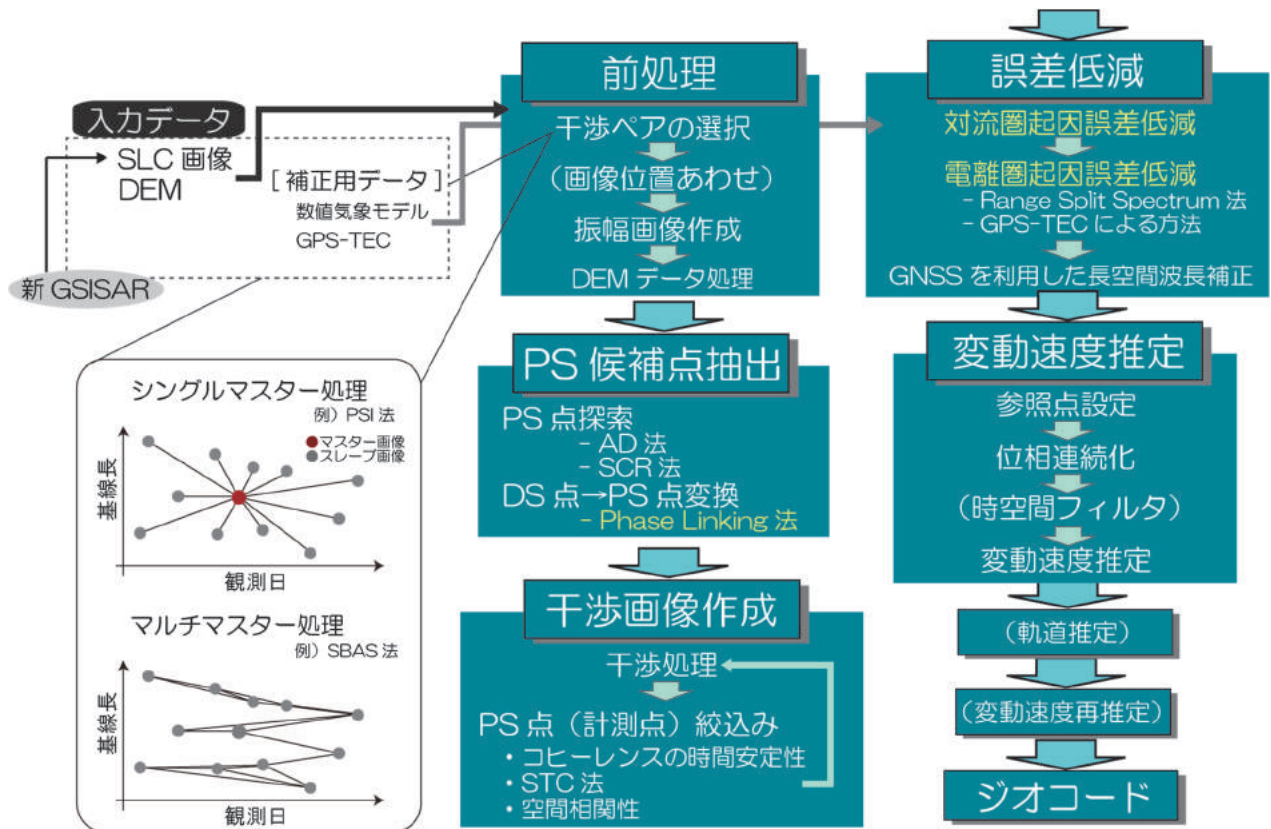 入力データ
SLC 画像
DEM
[ 補正用データ ]
数値気象モデル
GPS-TEC
新 GSISAR
シングルマスター処理
例）PSI 法
マスター画像
スレーブ画像
基線長
観測日
マルチマスター処理
例）SBAS 法
基線長
観測日
前処理
干渉ペアの選択
（画像位置あわせ）
振幅画像作成
DEM データ処理
PS 候補点抽出
PS 点探索
- AD 法
- SCR 法
DS 点→PS 点変換
- Phase Linking 法
干渉画像作成
干渉処理
PS 点（計測点）絞込み
・コヒーレンスの時間安定性
・STC 法
・空間相関性
誤差低減
対流圏起因誤差低減
電離圏起因誤差低減
- Range Split Spectrum 法
- GPS-TEC による方法
GNSS を利用した長空間波長補正
変動速度推定
参照点設定
位相連続化
（時空間フィルタ）
変動速度推定
（軌道推定）
（変動速度再推定）
ジオコード